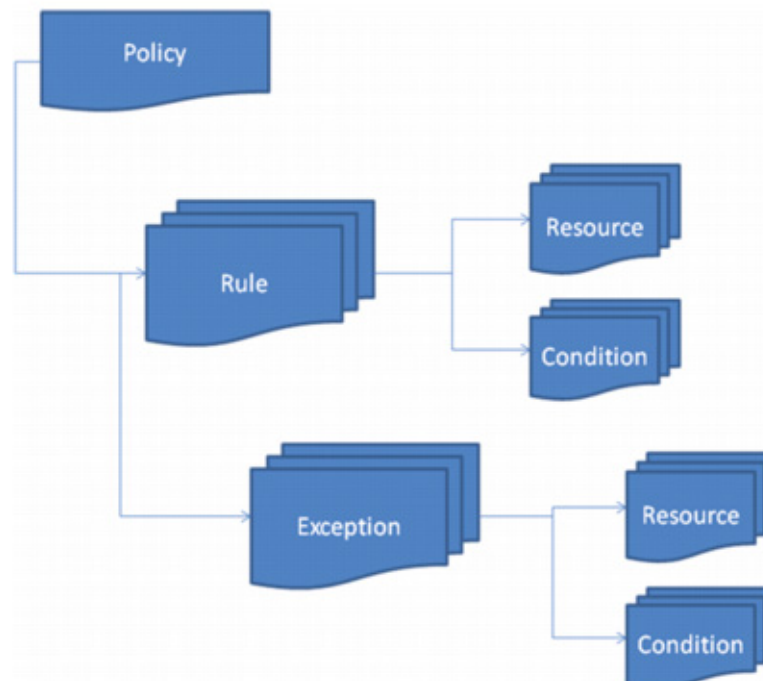 Policy
Rule
Resource
Condition
Exception
Resource
Condition